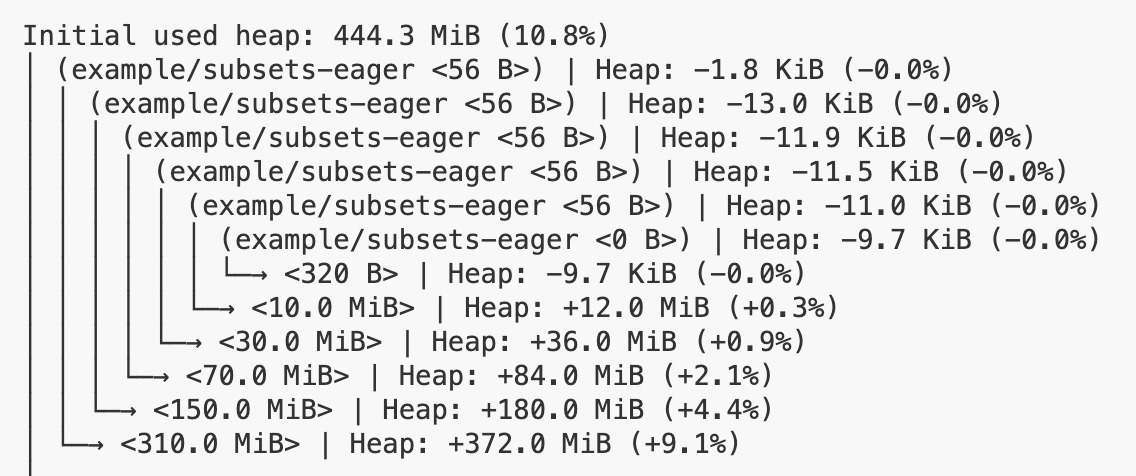 Initial used heap: 444.3 MiB (10.8%)
│ (example/subsets-eager <56 B>) | Heap: -1.8 KiB (-0.0%)
│ │ (example/subsets-eager <56 B>) | Heap: -13.0 KiB (-0.0%)
│ │ │ (example/subsets-eager <56 B>) | Heap: -11.9 KiB (-0.0%)
│ │ │ │ (example/subsets-eager <56 B>) | Heap: -11.5 KiB (-0.0%)
│ │ │ │ │ (example/subsets-eager <56 B>) | Heap: -11.0 KiB (-0.0%)
│ │ │ │ │ │ (example/subsets-eager <0 B>) | Heap: -9.7 KiB (-0.0%)
│ │ │ │ │ │ └─→ <320 B> | Heap: -9.7 KiB (-0.0%)
│ │ │ │ │ └─→ <10.0 MiB> | Heap: +12.0 MiB (+0.3%)
│ │ │ │ └─→ <30.0 MiB> | Heap: +36.0 MiB (+0.9%)
│ │ │ └─→ <70.0 MiB> | Heap: +84.0 MiB (+2.1%)
│ │ └─→ <150.0 MiB> | Heap: +180.0 MiB (+4.4%)
│ └─→ <310.0 MiB> | Heap: +372.0 MiB (+9.1%)
│